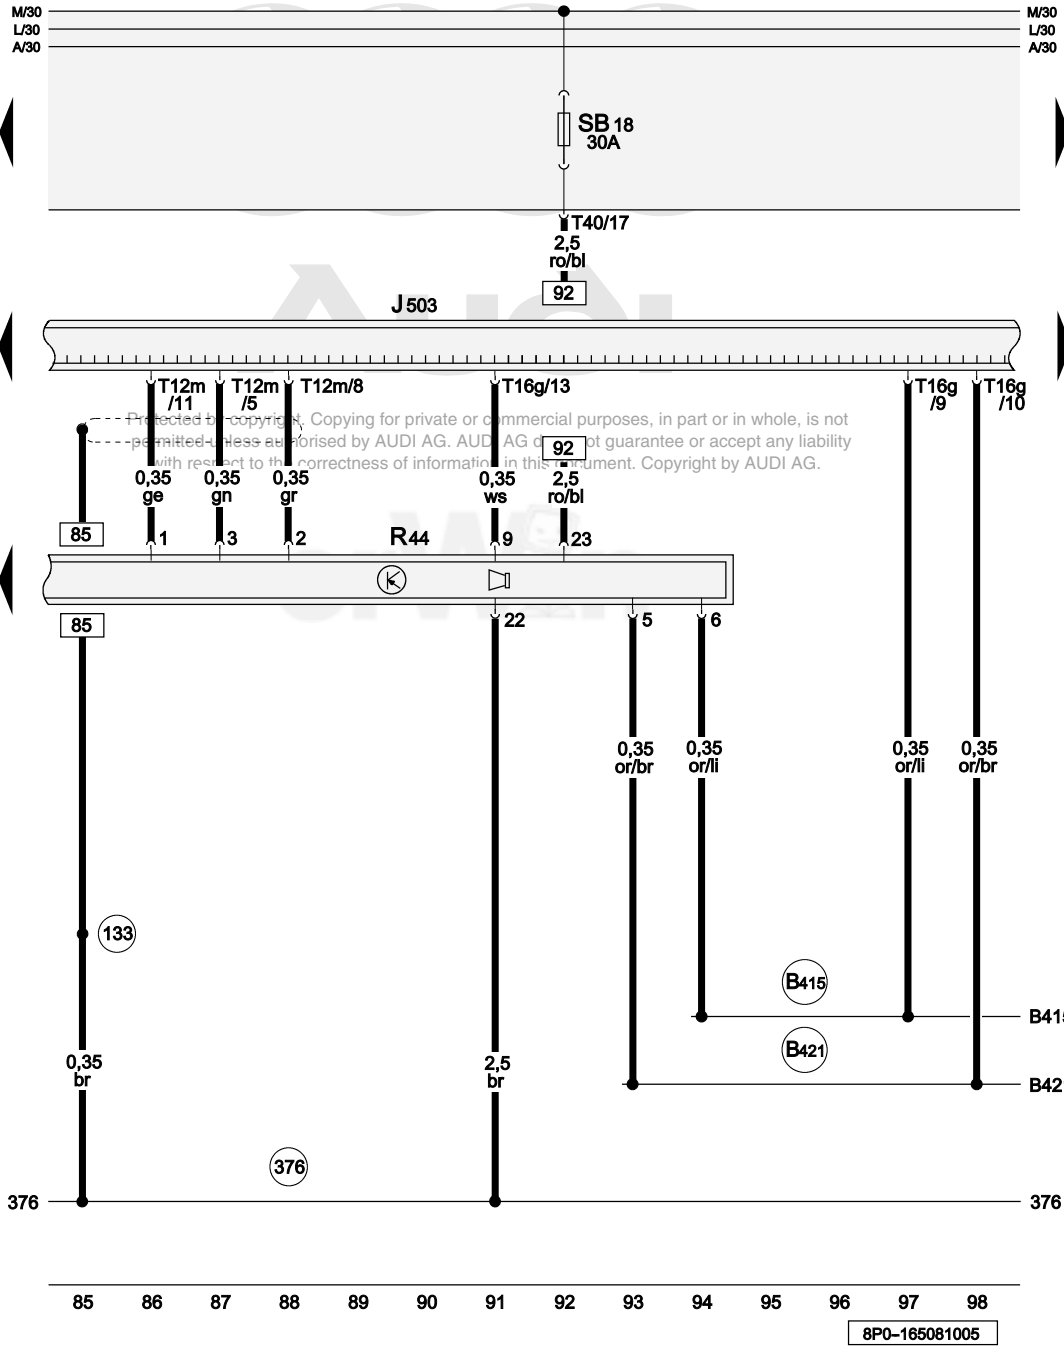 M/30
M/30
L/30
L/30
A/30
A/30
SB 18
30A
T40/17
2,5
ro/bl
92
Audi
J 503
T12m
/11
T12m
/5
T12m/8
T16g/13
T16g
/9
T16g
/10
Protected by copyright. Copying for private or commercial purposes, in part or in whole, is not
permitted unless authorised by AUDI AG. AUDI AG does not guarantee or accept any liability
with respect to the correctness of information in this document. Copyright by AUDI AG.
92
0,35
ge
0,35
gn
0,35
gr
0,35
ws
2,5
ro/bl
85
1
3
2
R 44
9
23
erWin
85
22
5
6
0,35
or/br
0,35
or/li
0,35
or/li
0,35
or/br
133
B415
B415
B421
B42
0,35
br
2,5
br
376
376
376
85 86 87 88 89 90 91 92 93 94 95 96 97 98
8P0-165081005